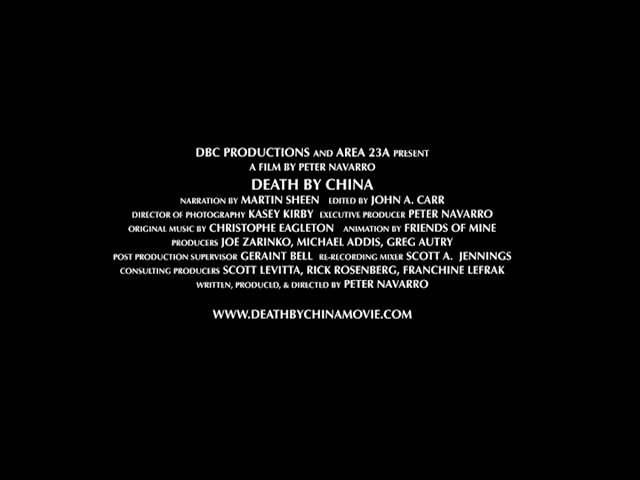 DBC PRODUCTIONS AND AREA 23A PRESENT
A FILM BY PETER NAVARRO
DEATH BY CHINA
NARRATION BY MARTIN SHEEN EDITED BY JOHN A. CARR
DIRECTOR OF PHOTOGRAPHY KASEY KIRBY EXECUTIVE PRODUCER PETER NAVARRO
ORIGINAL MUSIC BY CHRISTOPHE EAGLETON ANIMATION BY FRIENDS OF MINE
PRODUCERS JOE ZARINKO, MICHAEL ADDIS, GREG AUTRY
POST PRODUCTION SUPERVISOR GERAINT BELL RE-RECORDING MIXER SCOTT A. JENNINGS
CONSULTING PRODUCERS SCOTT LEVITTA, RICK ROSENBERG, FRANCHINE LEFRAK
WRITTEN, PRODUCED, & DIRECTED BY PETER NAVARRO
WWW.DEATHBYCHINAMOVIE.COM